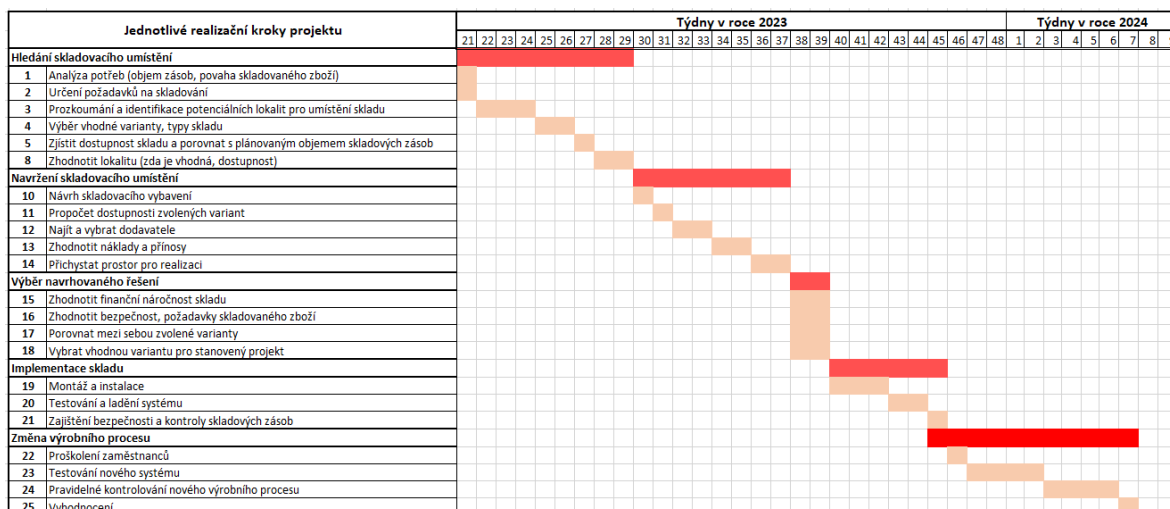 Jednotlivé realizační kroky projektu Týdny v roce 2023 Týdny v roce 2024
21 22 23 24 25 26 27 28 29 30 31 32 33 34 35 36 37 38 39 40 41 42 43 44 45 46 47 48 1 2 3 4 5 6 7 8 9
Hledání skladovacího umístění
1 Analýza potřeb (objem zásob, povaha skladovaného zboží)
2 Určení požadavků na skladování
3 Prozkoumání a identifikace potenciálních lokalit pro umístění skladu
4 Výběr vhodné varianty, typy skladu
5 Zjístit dostupnost skladu a porovnat s plánovaným objemem skladových zásob
8 Zhodnotit lokalitu (zda je vhodná, dostupnost)
Navržení skladovacího umístění
10 Návrh skladovacího vybavení
11 Propočet dostupnosti zvolených variant
12 Najít a vybrat dodavatele
13 Zhodnotit náklady a přínosy
14 Přichystat prostor pro realizaci
Výběr navrhovaného řešení
15 Zhodnotit finanční náročnost skladu
16 Zhodnotit bezpečnost, požadavky skladovaného zboží
17 Porovnat mezi sebou zvolené varianty
18 Vybrat vhodnou variantu pro stanovený projekt
Implementace skladu
19 Montáž a instalace
20 Testování a ladění systému
21 Zajištění bezpečnosti a kontroly skladových zásob
Změna výrobního procesu
22 Proškolení zaměstnanců
23 Testování nového systému
24 Pravidelné kontrolování nového výrobního procesu
25 Vyhodnocení